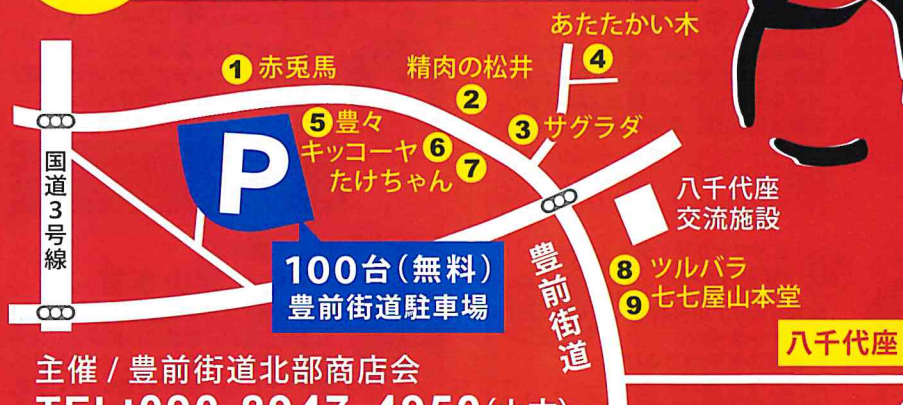 あたたかい木
4
1 赤兎馬
精肉の松井
2
3 サグラダ
5 豊々
キッコーヤ 6
たけちゃん 7
P
国道3号線
八千代座
交流施設
100台(無料)
豊前街道駐車場
豊前街道
8 ツルバラ
9 七七屋山本堂
八千代座
主催 / 豊前街道北部商店会